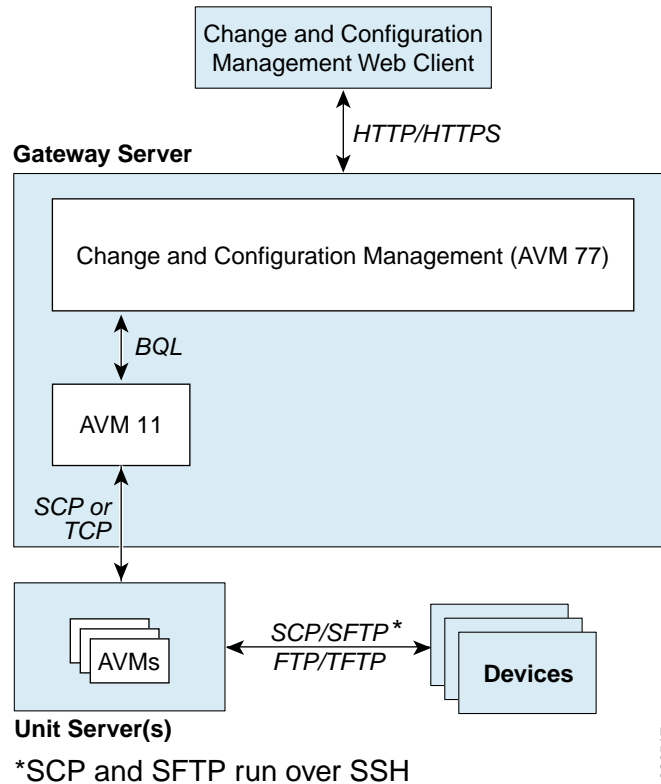 Change and Configuration
Management Web Client
HTTP/HTTPS
Gateway Server
Change and Configuration Management (AVM 77)
BQL
AVM 11
SCP or
TCP
AVMs
SCP/SFTP*
FTP/TFTP
Devices
Unit Server(s)
*SCP and SFTP run over SSH